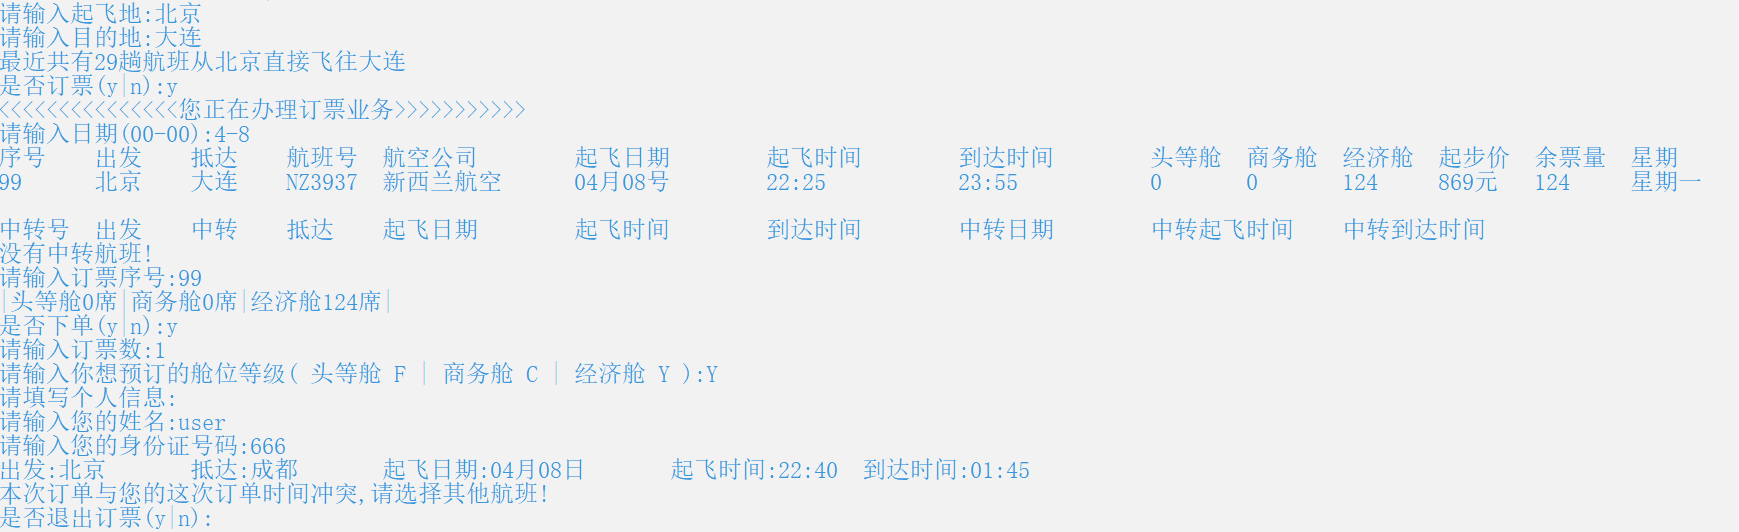 请输入起飞地:北京
请输入目的地:大连
最近共有29趟航班从北京直接飞往大连
是否订票(y|n):y
<<<<<<<<<<<<<<<您正在办理订票业务>>>>>>>>>>>
请输入日期(00-00):4-8
序号 出发 抵达 航班号 航空公司 起飞日期 起飞时间 到达时间 头等舱 商务舱 经济舱 起步价 余票量 星期
99 北京 大连 NZ3937 新西兰航空 04月08号 22:25 23:55 0 0 124 869元 124 星期一
中转号 出发 中转 抵达 起飞日期 起飞时间 到达时间 中转日期 中转起飞时间 中转到达时间
没有中转航班!
请输入订票序号:99
|头等舱0席|商务舱0席|经济舱124席|
是否下单(y|n):y
请输入订票数:1
请输入你想预订的舱位等级( 头等舱 F | 商务舱 C | 经济舱 Y ):Y
请填写个人信息:
请输入您的姓名:user
请输入您的身份证号码:666
出发:北京 抵达:成都 起飞日期:04月08日 起飞时间:22:40 到达时间:01:45
本次订单与您的这次订单时间冲突,请选择其他航班!
是否退出订票(y|n):